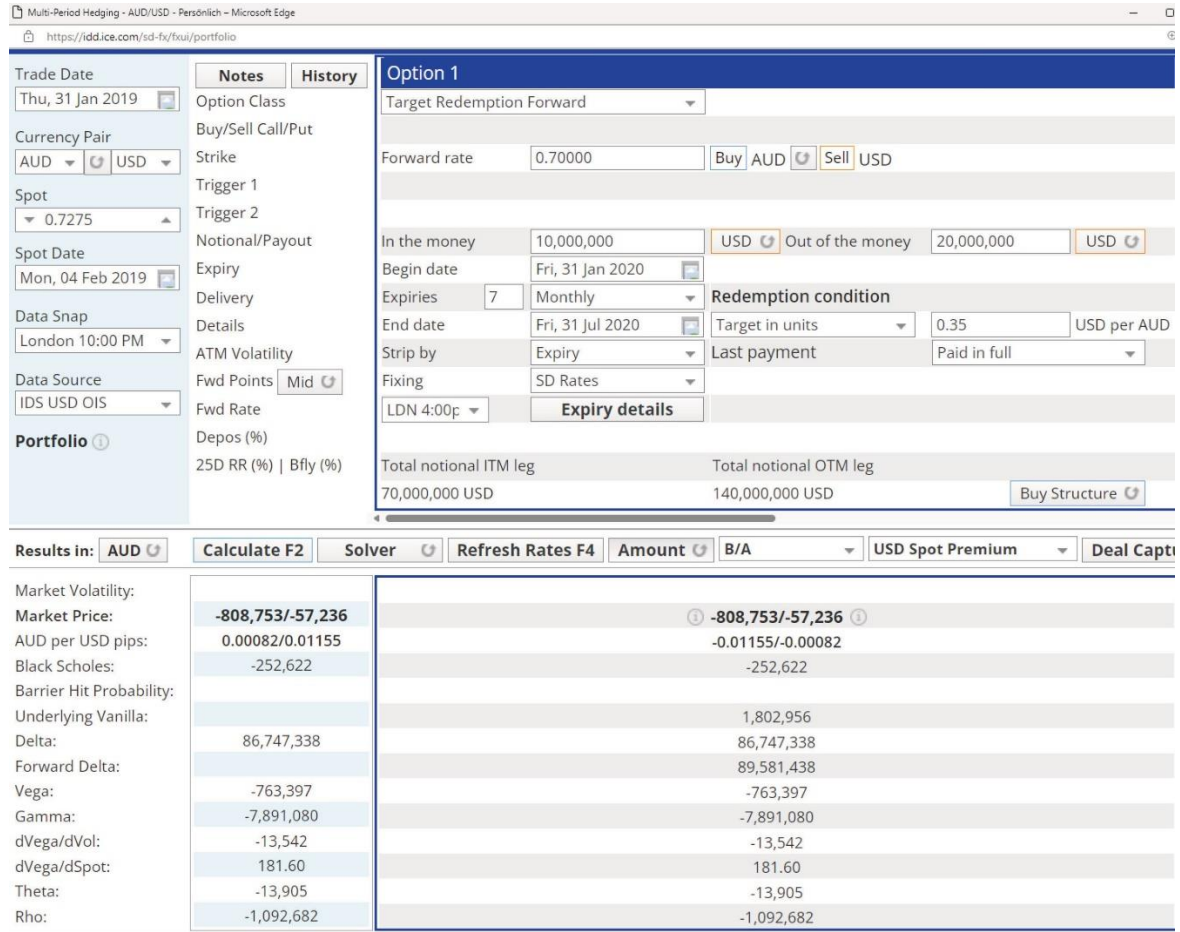 Multi-Period Hedging - AUD/USD - Persönlich – Microsoft Edge
https://idd.ice.com/sd-fx/fxui/portfolio
Trade Date
Thu, 31 Jan 2019
Currency Pair
AUD USD
Spot
0.7275
Spot Date
Mon, 04 Feb 2019
Data Snap
London 10:00 PM
Data Source
IDS USD OIS
Portfolio
Notes History
Option Class
Buy/Sell Call/Put
Strike
Trigger 1
Trigger 2
Notional/Payout
Expiry
Delivery
Details
ATM Volatility
Fwd Points Mid
Fwd Rate
Depos (%)
25D RR (%) | Bfly (%)
Option 1
Target Redemption Forward
Forward rate 0.70000 Buy AUD Sell USD
In the money 10,000,000 USD Out of the money 20,000,000 USD
Begin date Fri, 31 Jan 2020
Expiries 7 Monthly Redemption condition
End date Fri, 31 Jul 2020 Target in units 0.35 USD per AUD
Strip by Expiry Last payment Paid in full
Fixing SD Rates
LDN 4:00p Expiry details
Total notional ITM leg Total notional OTM leg
70,000,000 USD 140,000,000 USD Buy Structure
Results in: AUD Calculate F2 Solver Refresh Rates F4 Amount B/A USD Spot Premium Deal Capt
Market Volatility:
Market Price: -808,753/-57,236 -808,753/-57,236
AUD per USD pips: 0.00082/0.01155 -0.01155/-0.00082
Black Scholes: -252,622 -252,622
Barrier Hit Probability:
Underlying Vanilla: 1,802,956
Delta: 86,747,338 86,747,338
Forward Delta: 89,581,438
Vega: -763,397 -763,397
Gamma: -7,891,080 -7,891,080
dVega/dVol: -13,542 -13,542
dVega/dSpot: 181.60 181.60
Theta: -13,905 -13,905
Rho: -1,092,682 -1,092,682